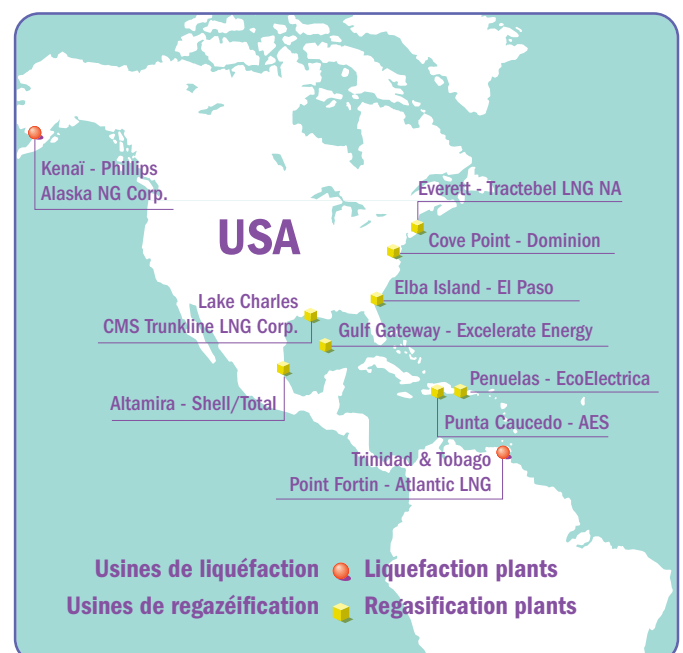 Kenaï - Phillips
Alaska NG Corp.
Everett - Tractebel LNG NA
USA
Cove Point - Dominion
Elba Island - El Paso
Lake Charles
CMS Trunkline LNG Corp.
Gulf Gateway - Excelerate Energy
Penuelas - EcoElectrica
Altamira - Shell/Total
Punta Caucedo - AES
Trinidad & Tobago
Point Fortin - Atlantic LNG
Usines de liquéfaction Liquefaction plants
Usines de regazéification Regasification plants